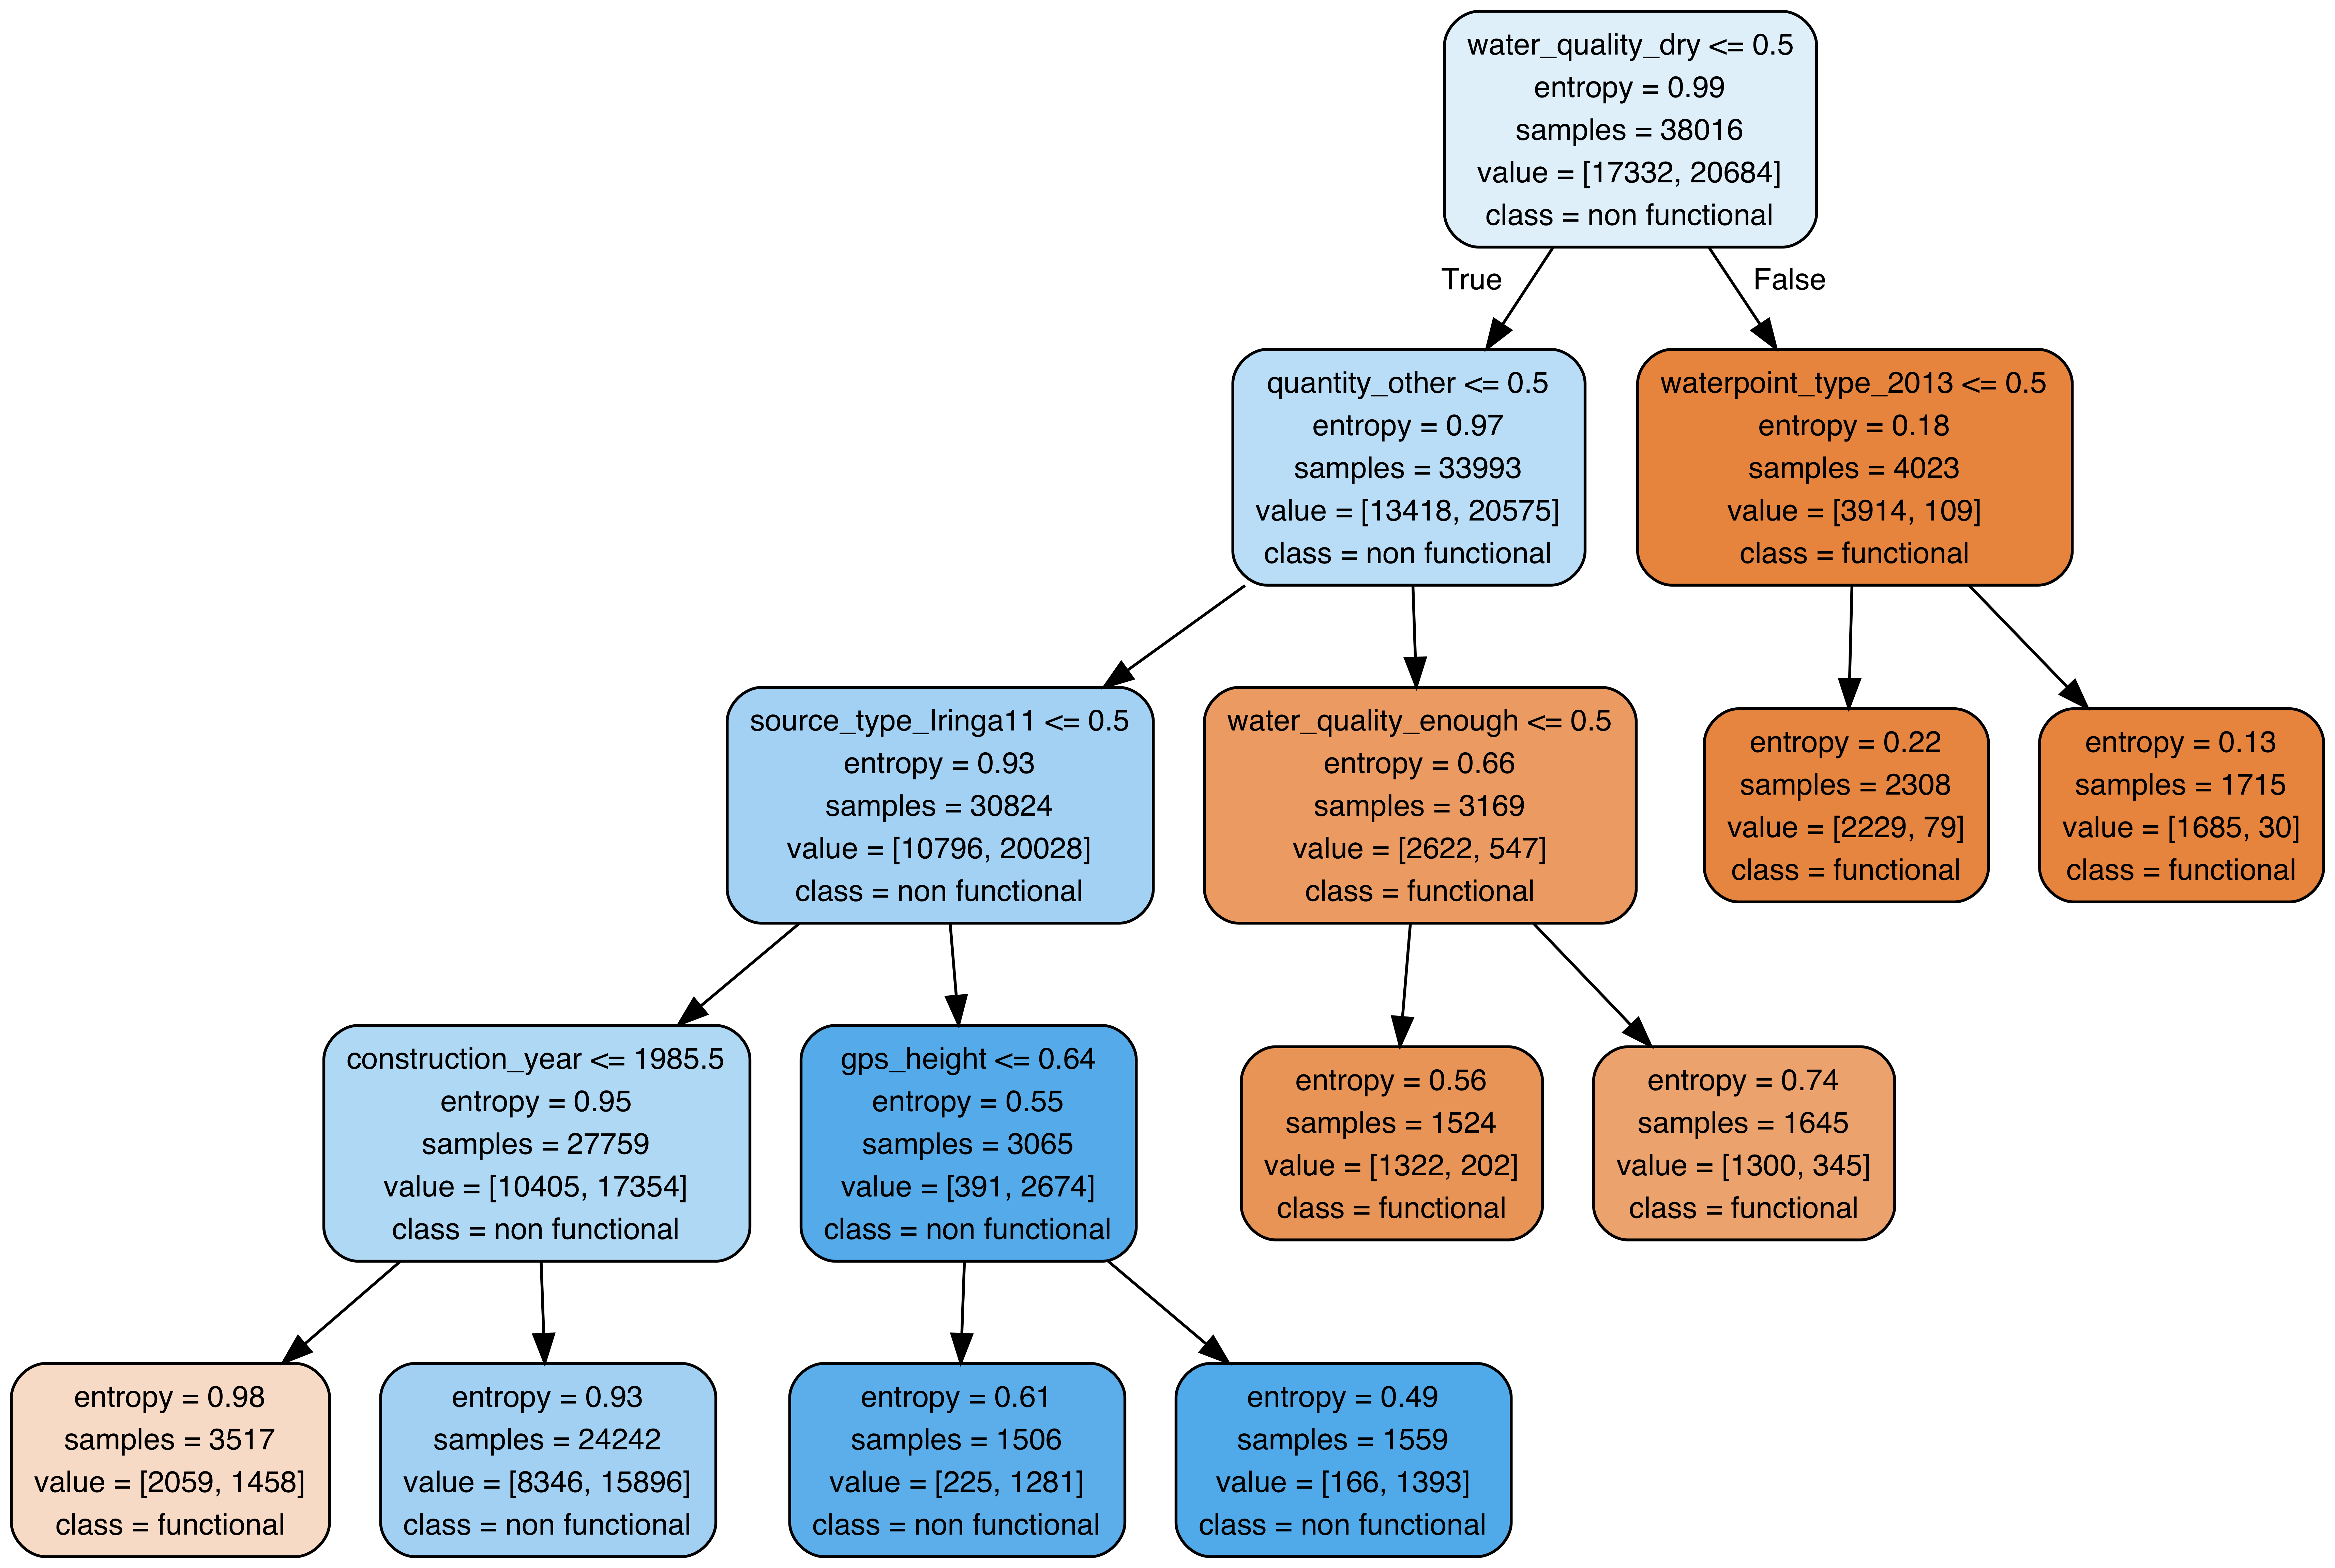 water_quality_dry <= 0.5
entropy = 0.99
samples = 38016
value = [17332, 20684]
class = non functional
True
False
quantity_other <= 0.5
entropy = 0.97
samples = 33993
value = [13418, 20575]
class = non functional
waterpoint_type_2013 <= 0.5
entropy = 0.18
samples = 4023
value = [3914, 109]
class = functional
source_type_Iringa11 <= 0.5
entropy = 0.93
samples = 30824
value = [10796, 20028]
class = non functional
water_quality_enough <= 0.5
entropy = 0.66
samples = 3169
value = [2622, 547]
class = functional
entropy = 0.22
samples = 2308
value = [2229, 79]
class = functional
entropy = 0.13
samples = 1715
value = [1685, 30]
class = functional
construction_year <= 1985.5
entropy = 0.95
samples = 27759
value = [10405, 17354]
class = non functional
gps_height <= 0.64
entropy = 0.55
samples = 3065
value = [391, 2674]
class = non functional
entropy = 0.56
samples = 1524
value = [1322, 202]
class = functional
entropy = 0.74
samples = 1645
value = [1300, 345]
class = functional
entropy = 0.98
samples = 3517
value = [2059, 1458]
class = functional
entropy = 0.93
samples = 24242
value = [8346, 15896]
class = non functional
entropy = 0.61
samples = 1506
value = [225, 1281]
class = non functional
entropy = 0.49
samples = 1559
value = [166, 1393]
class = non functional